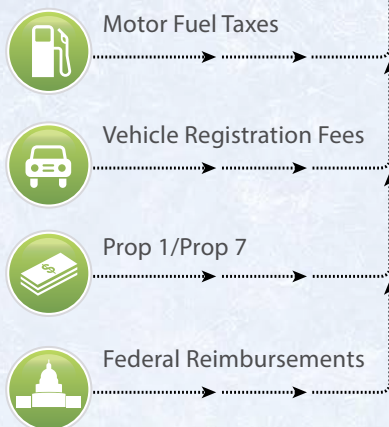 Motor Fuel Taxes
Vehicle Registration Fees
Prop 1/Prop 7
$
Federal Reimbursements